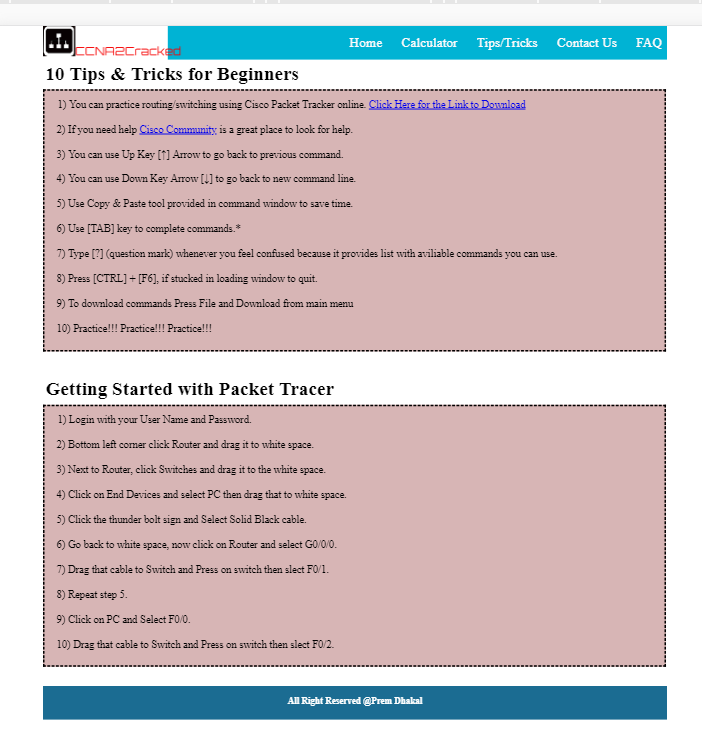 CCNA2Cracked
Home Calculator Tips/Tricks Contact Us FAQ
10 Tips & Tricks for Beginners
1) You can practice routing/switching using Cisco Packet Tracker online. Click Here for the Link to Download
2) If you need help Cisco Community is a great place to look for help.
3) You can use Up Key [↑] Arrow to go back to previous command.
4) You can use Down Key Arrow [↓] to go back to new command line.
5) Use Copy & Paste tool provided in command window to save time.
6) Use [TAB] key to complete commands.*
7) Type [?] (question mark) whenever you feel confused because it provides list with aviliable commands you can use.
8) Press [CTRL] + [F6], if stucked in loading window to quit.
9) To download commands Press File and Download from main menu
10) Practice!!! Practice!!! Practice!!!
Getting Started with Packet Tracer
1) Login with your User Name and Password.
2) Bottom left corner click Router and drag it to white space.
3) Next to Router, click Switches and drag it to the white space.
4) Click on End Devices and select PC then drag that to white space.
5) Click the thunder bolt sign and Select Solid Black cable.
6) Go back to white space, now click on Router and select G0/0/0.
7) Drag that cable to Switch and Press on switch then slect F0/1.
8) Repeat step 5.
9) Click on PC and Select F0/0.
10) Drag that cable to Switch and Press on switch then slect F0/2.
All Right Reserved @Prem Dhakal